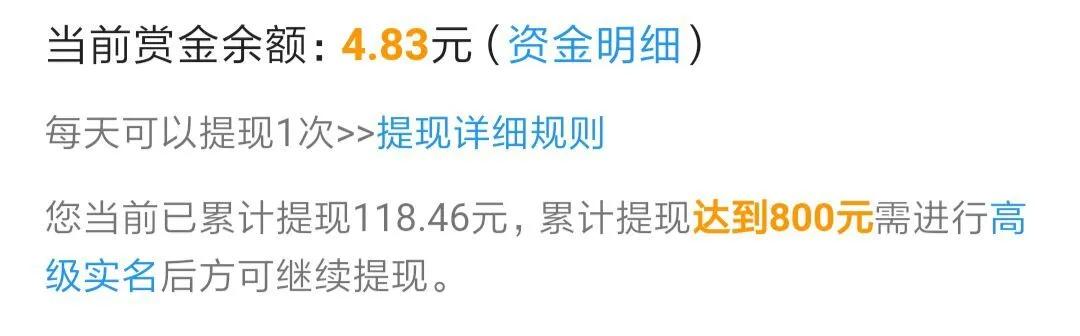 当前赏金余额：4.83元（资金明细）
每天可以提现1次>>提现详细规则
您当前已累计提现118.46元，累计提现达到800元需进行高
级实名后方可继续提现。